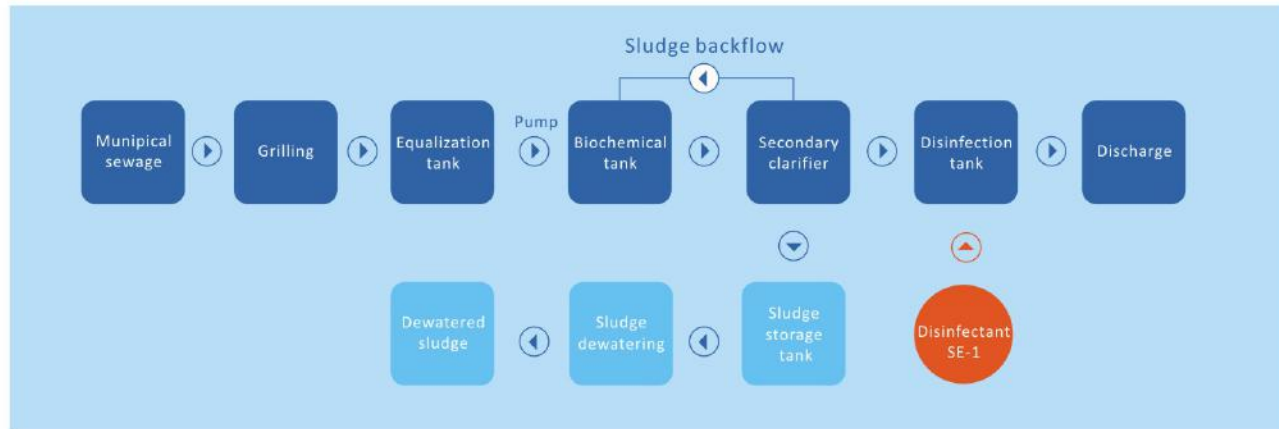 Sludge backflow
Munipical
sewage
Grilling
Equalization
tank
Pump
Biochemical
tank
Secondary
clarifier
Disinfection
tank
Discharge
Dewatered
sludge
Sludge
dewatering
Sludge
storage
tank
Disinfectant
SE-1